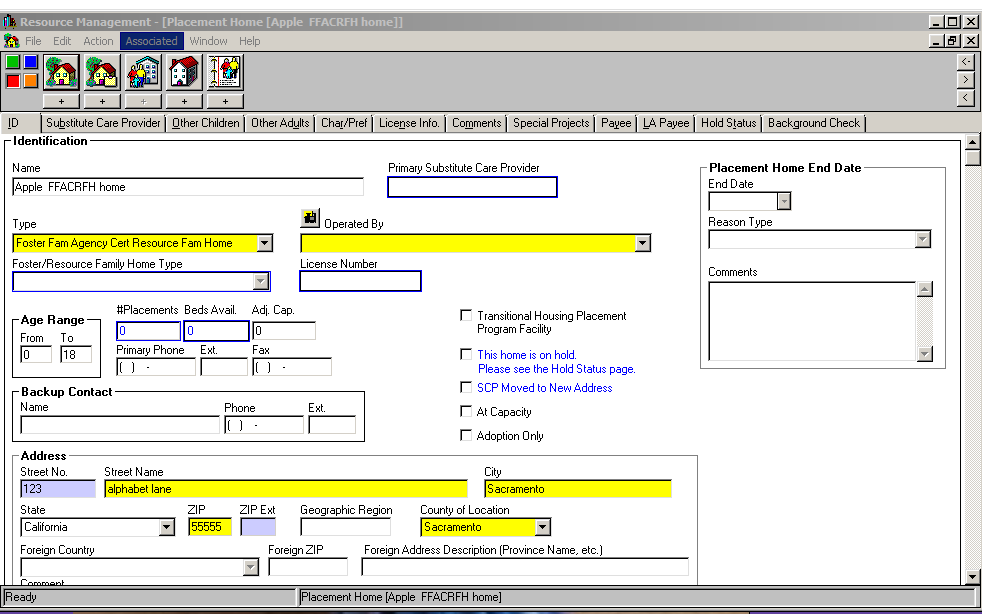 Resource Management - [Placement Home [Apple FFACRFH home]]
File Edit Action Associated Window Help
+ + + + +
<- > <
ID Substitute Care Provider Other Children Other Adults Char/Pref License Info. Comments Special Projects Payee LA Payee Hold Status Background Check
Identification
Name
Apple FFACRFH home
Primary Substitute Care Provider
Placement Home End Date
End Date
Reason Type
Comments
Type
Foster Fam Agency Cert Resource Fam Home
Operated By
Foster/Resource Family Home Type
License Number
Age Range
From To
0 18
#Placements Beds Avail. Adj. Cap.
0 0 0
Primary Phone Ext. Fax
( ) - ( ) -
Transitional Housing Placement
Program Facility
This home is on hold.
Please see the Hold Status page.
SCP Moved to New Address
At Capacity
Adoption Only
Backup Contact
Name Phone Ext.
( ) -
Address
Street No. Street Name City
123 alphabet lane Sacramento
State ZIP ZIP Ext Geographic Region County of Location
California 55555 Sacramento
Foreign Country Foreign ZIP Foreign Address Description (Province Name, etc.)
Comment
Ready Placement Home [Apple FFACRFH home]